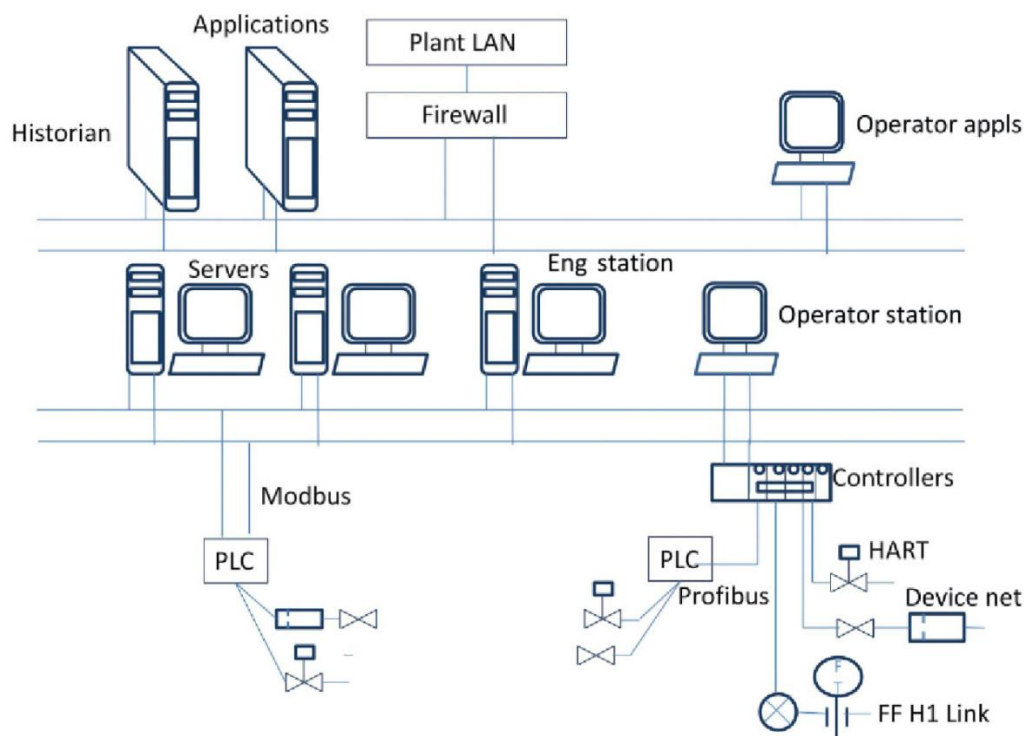 Applications
Plant LAN
Firewall
Historian
Operator appls
Servers
Eng station
Operator station
Modbus
Controllers
PLC
PLC
HART
Profibus
Device net
F
T
FF H1 Link